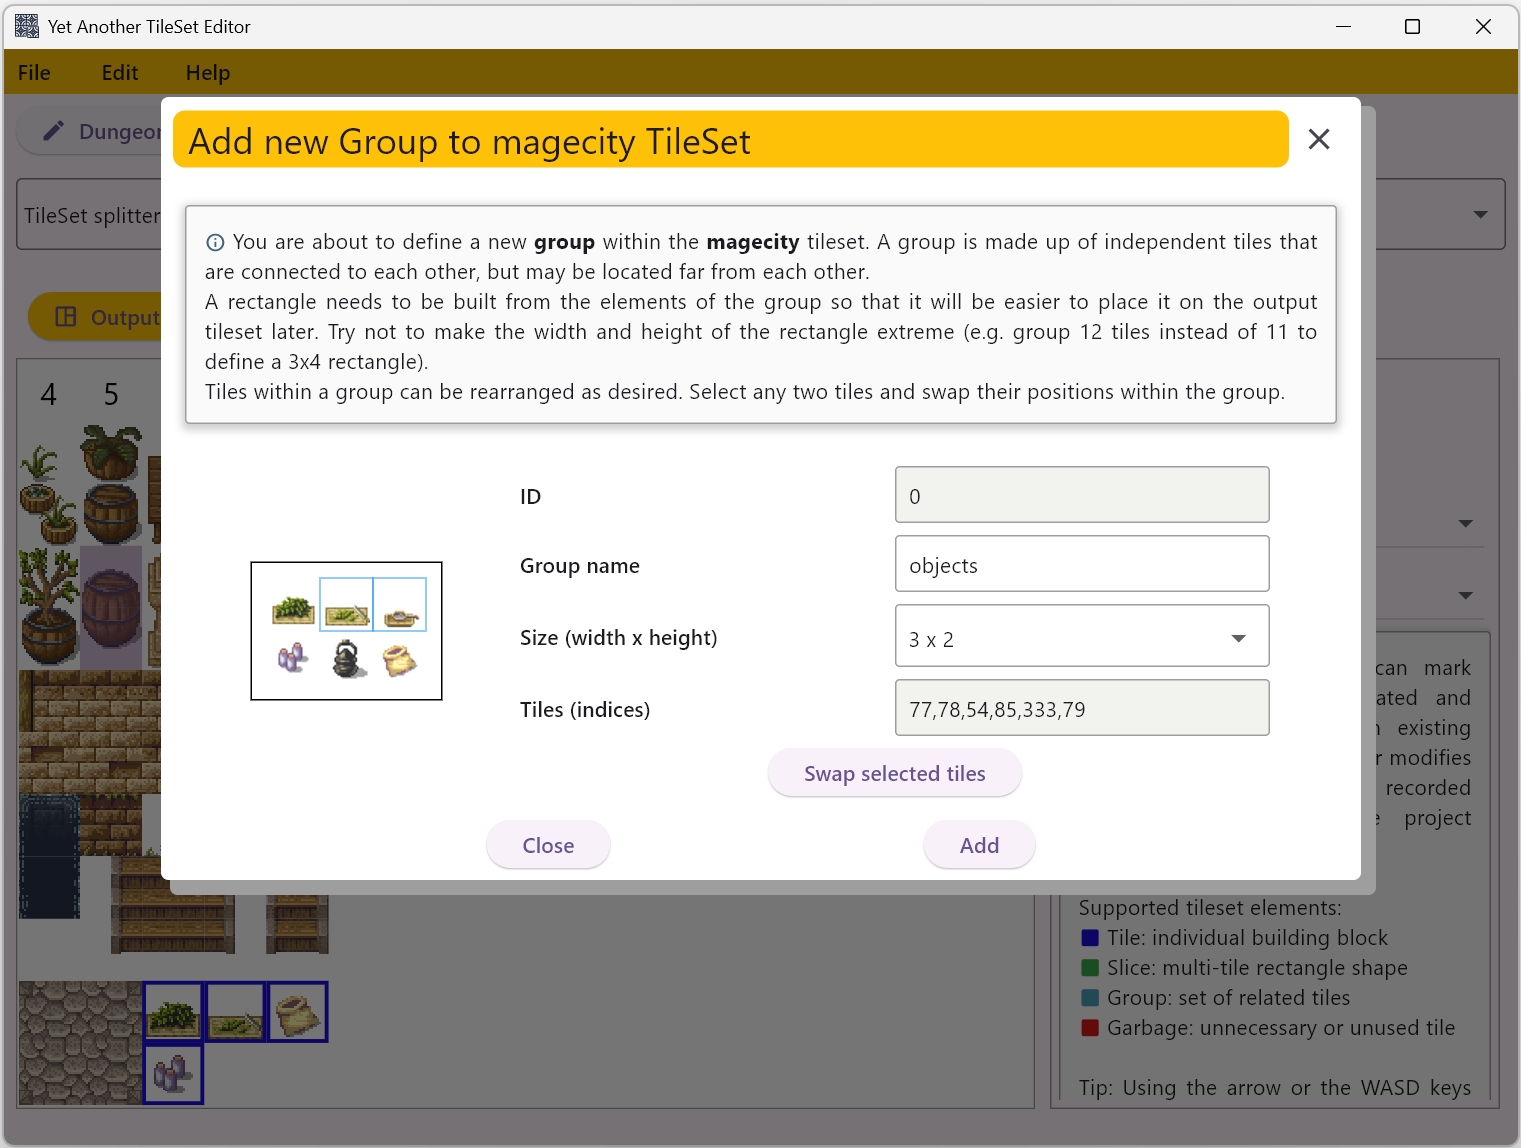 Yet Another TileSet Editor
File Edit Help
Add new Group to magecity TileSet
TileSet splitter
You are about to define a new group within the magecity tileset. A group is made up of independent tiles that
are connected to each other, but may be located far from each other.
A rectangle needs to be built from the elements of the group so that it will be easier to place it on the output
tileset later. Try not to make the width and height of the rectangle extreme (e.g. group 12 tiles instead of 11 to
define a 3x4 rectangle).
Tiles within a group can be rearranged as desired. Select any two tiles and swap their positions within the group.
Output
4 5
ID
0
Group name
objects
Size (width x height)
3 x 2
Tiles (indices)
77,78,54,85,333,79
Swap selected tiles
Close
Add
can mark
and
existing
modifies
recorded
project
Supported tileset elements:
Tile: individual building block
Slice: multi-tile rectangle shape
Group: set of related tiles
Garbage: unnecessary or unused tile
Tip: Using the arrow or the WASD keys